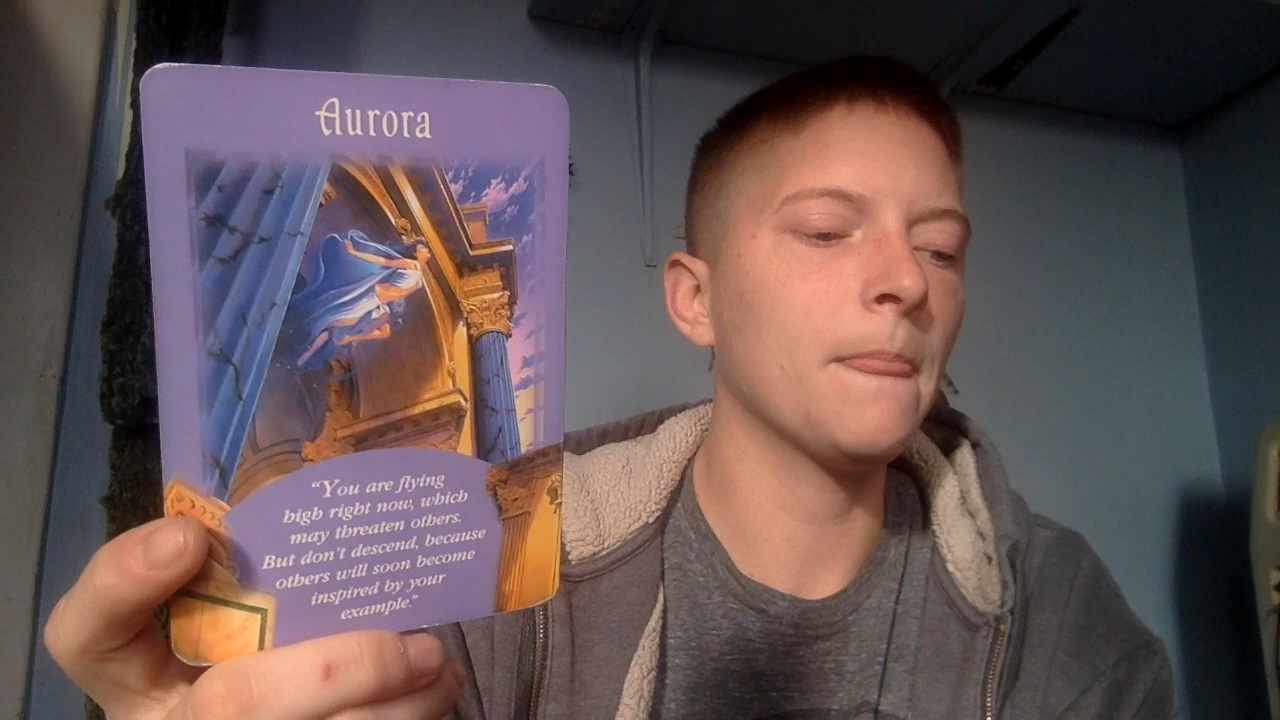 Aurora
“You are flying
high right now, which
may threaten others.
But don't descend, because
others will soon become
inspired by your
example.”